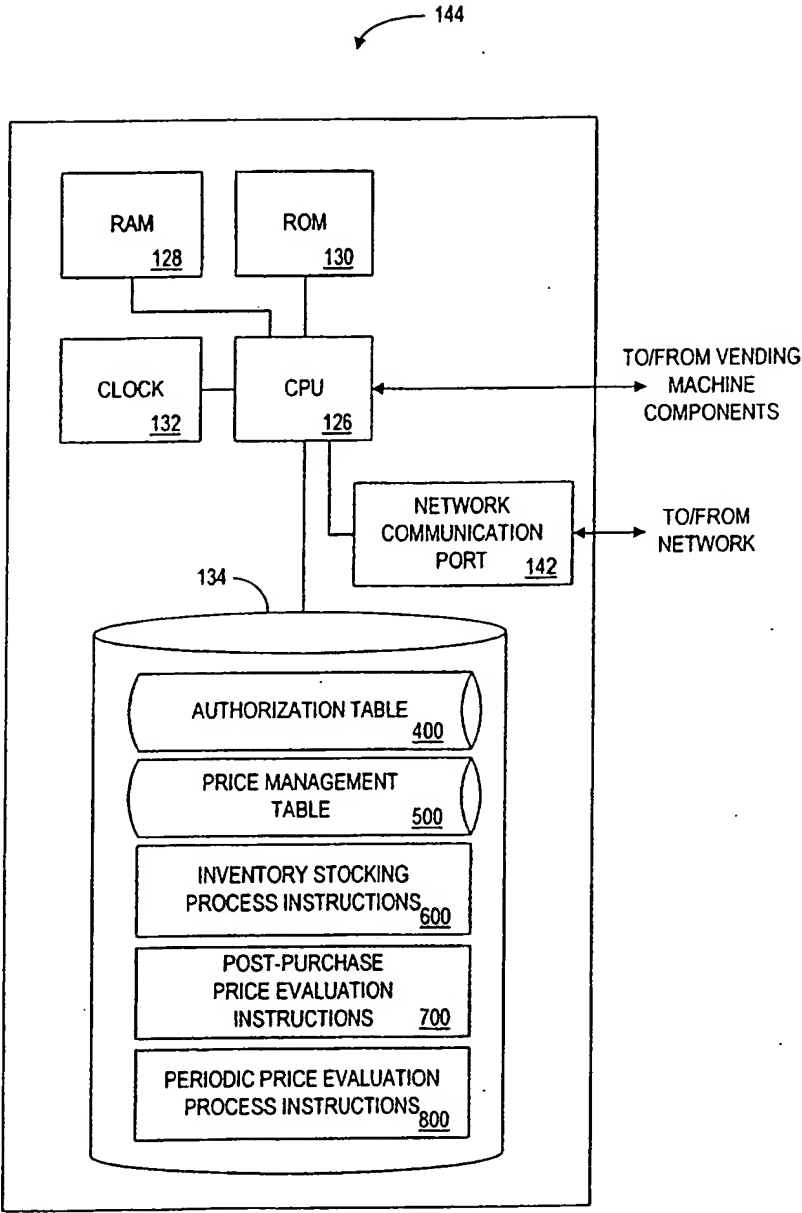 144
RAM
128
ROM
130
CLOCK
132
CPU
126
TO/FROM VENDING
MACHINE
COMPONENTS
NETWORK
COMMUNICATION
PORT
142
TO/FROM
NETWORK
134
AUTHORIZATION TABLE
400
PRICE MANAGEMENT
TABLE
500
INVENTORY STOCKING
PROCESS INSTRUCTIONS
600
POST-PURCHASE
PRICE EVALUATION
INSTRUCTIONS
700
PERIODIC PRICE EVALUATION
PROCESS INSTRUCTIONS
800